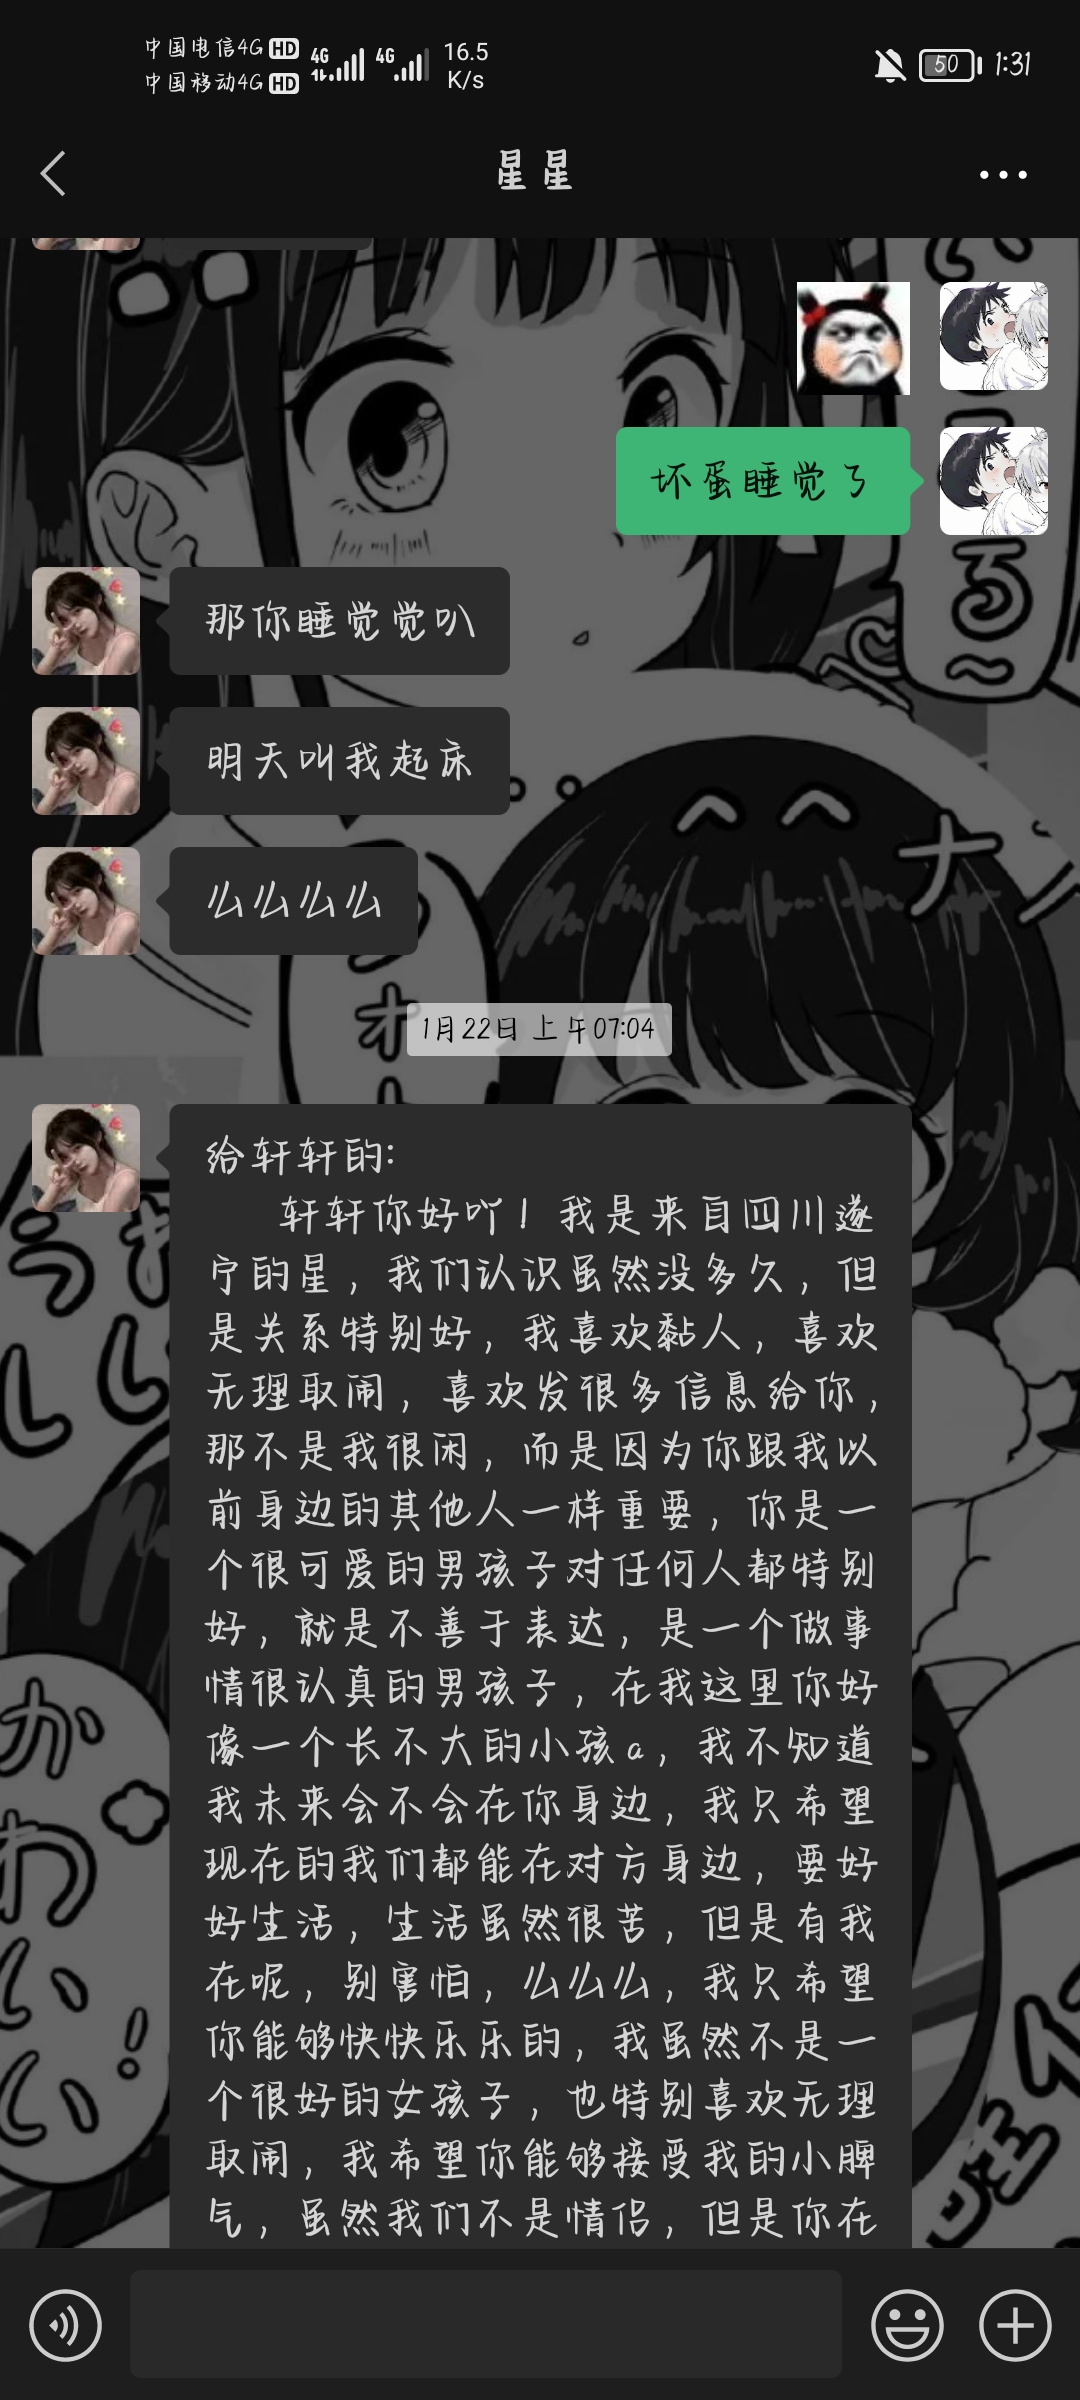 中国电信4G HD 4G 4G 16.5 K/s 50 1:31
中国移动4G HD
星星
坏蛋睡觉了
那你睡觉觉叭
明天叫我起床
么么么么
1月22日 上午07:04
给轩轩的:
轩轩你好吖！我是来自四川遂
宁的星，我们认识虽然没多久，但
是关系特别好，我喜欢黏人，喜欢
无理取闹，喜欢发很多信息给你，
那不是我很闲，而是因为你跟我以
前身边的其他人一样重要，你是一
个很可爱的男孩子对任何人都特别
好，就是不善于表达，是一个做事
情很认真的男孩子，在我这里你好
像一个长不大的小孩a，我不知道
我未来会不会在你身边，我只希望
现在的我们都能在对方身边，要好
好生活，生活虽然很苦，但是有我
在呢，别害怕，么么么，我只希望
你能够快快乐乐的，我虽然不是一
个很好的女孩子，也特别喜欢无理
取闹，我希望你能够接受我的小脾
气，虽然我们不是情侣，但是你在
る～
かわいい！